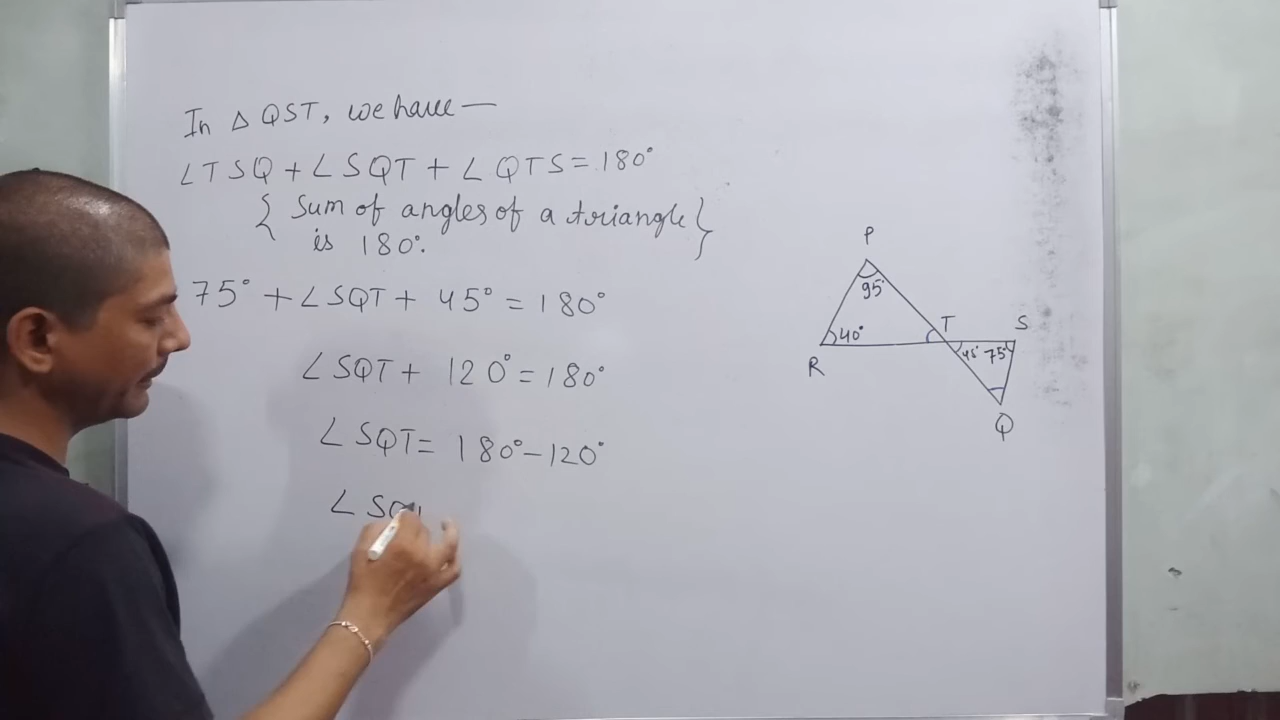 In △ QST, we have —
∠TSQ + ∠SQT + ∠QTS = 180°
{ Sum of angles of a triangle }
is 180°.
75° + ∠SQT + 45° = 180°
∠SQT + 120° = 180°
∠SQT = 180° - 120°
∠ SQ
P
95°
T
S
40°
45° 75°
R
Q